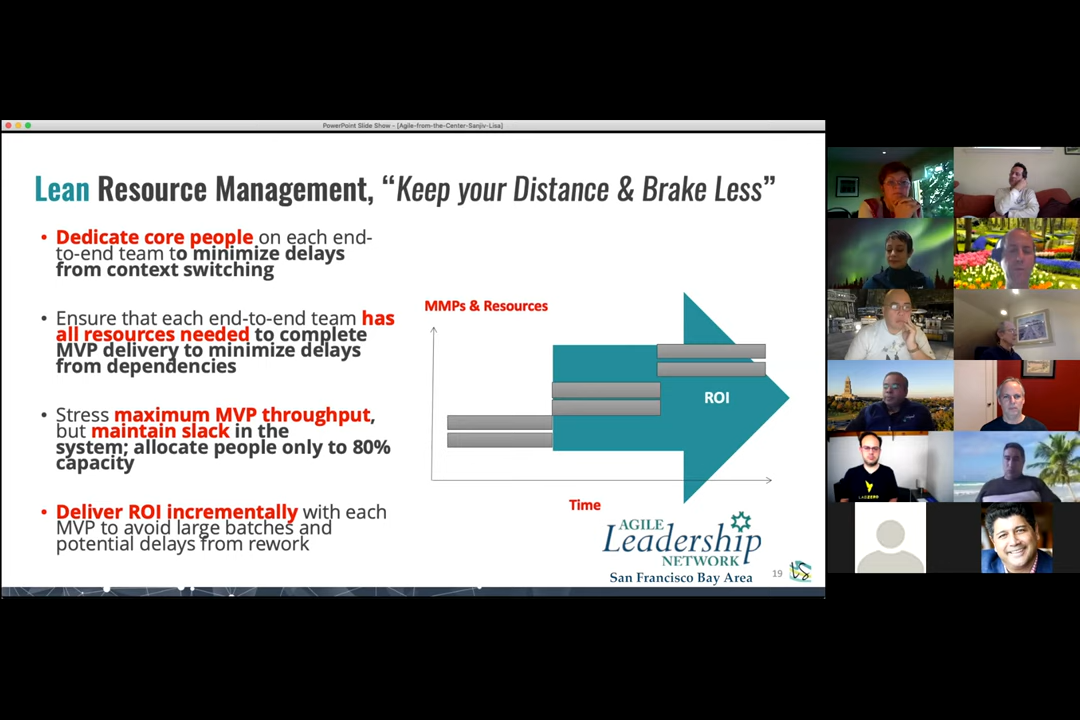 PowerPoint Slide Show - [Agile-from-the-Center-Sanjiv-Lisa]
Lean Resource Management, “Keep your Distance & Brake Less”
• Dedicate core people on each end-
to-end team to minimize delays
from context switching
• Ensure that each end-to-end team has
all resources needed to complete
MVP delivery to minimize delays
from dependencies
• Stress maximum MVP throughput,
but maintain slack in the
system; allocate people only to 80%
capacity
• Deliver ROI incrementally with each
MVP to avoid large batches and
potential delays from rework
MMPs & Resources
ROI
Time
AGILE
Leadership
NETWORK
San Francisco Bay Area
19